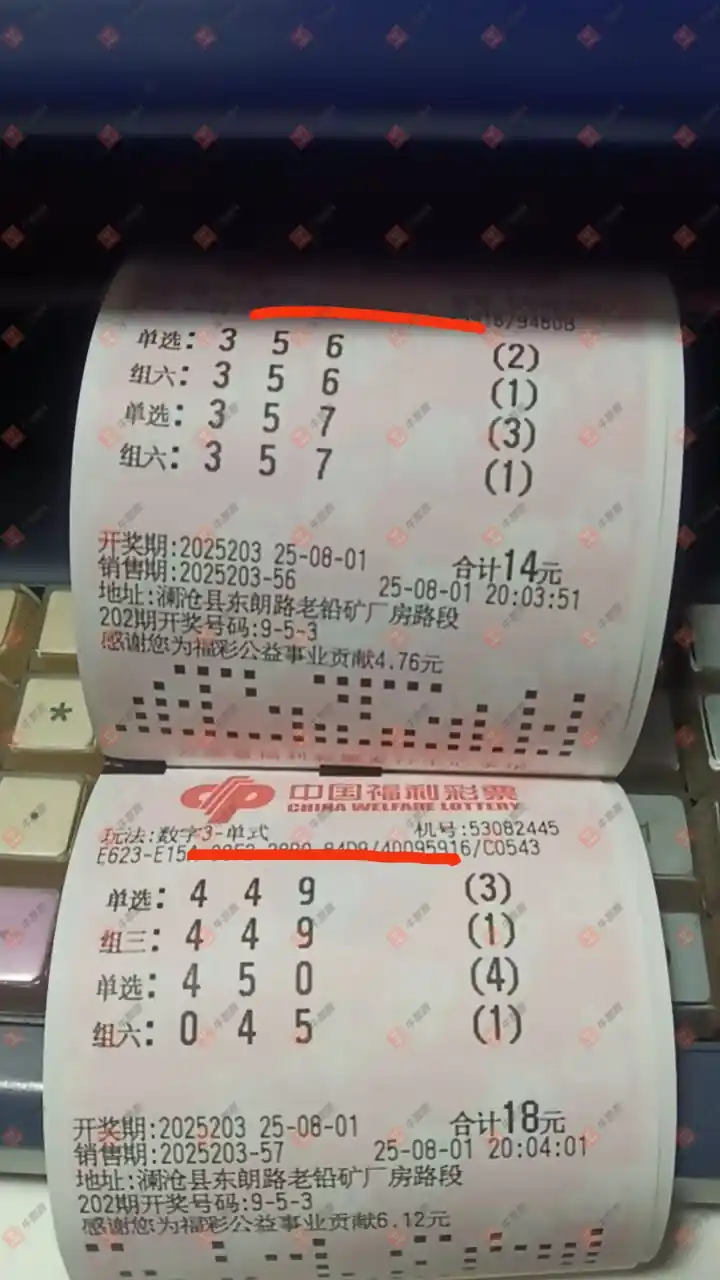 916/94808
单选: 3 5 6 (2)
组六: 3 5 6 (1)
单选: 3 5 7 (3)
组六: 3 5 7 (1)
开奖期:2025203 25-08-01 合计14元
销售期:2025203-56 25-08-01 20:03:51
地址:澜沧县东朗路老铅矿厂房路段
202期开奖号码:9-5-3
感谢您为福彩公益事业贡献4.76元
*
中国福利彩票
CHINA WELFARE LOTTERY
玩法:数字3-单式 机号:53082445
E623-E15A 84D9/40095916/C0543
单选: 4 4 9 (3)
组三: 4 4 9 (1)
单选: 4 5 0 (4)
组六: 0 4 5 (1)
开奖期:2025203 25-08-01 合计18元
销售期:2025203-57 25-08-01 20:04:01
地址:澜沧县东朗路老铅矿厂房路段
202期开奖号码:9-5-3
感谢您为福彩公益事业贡献6.12元